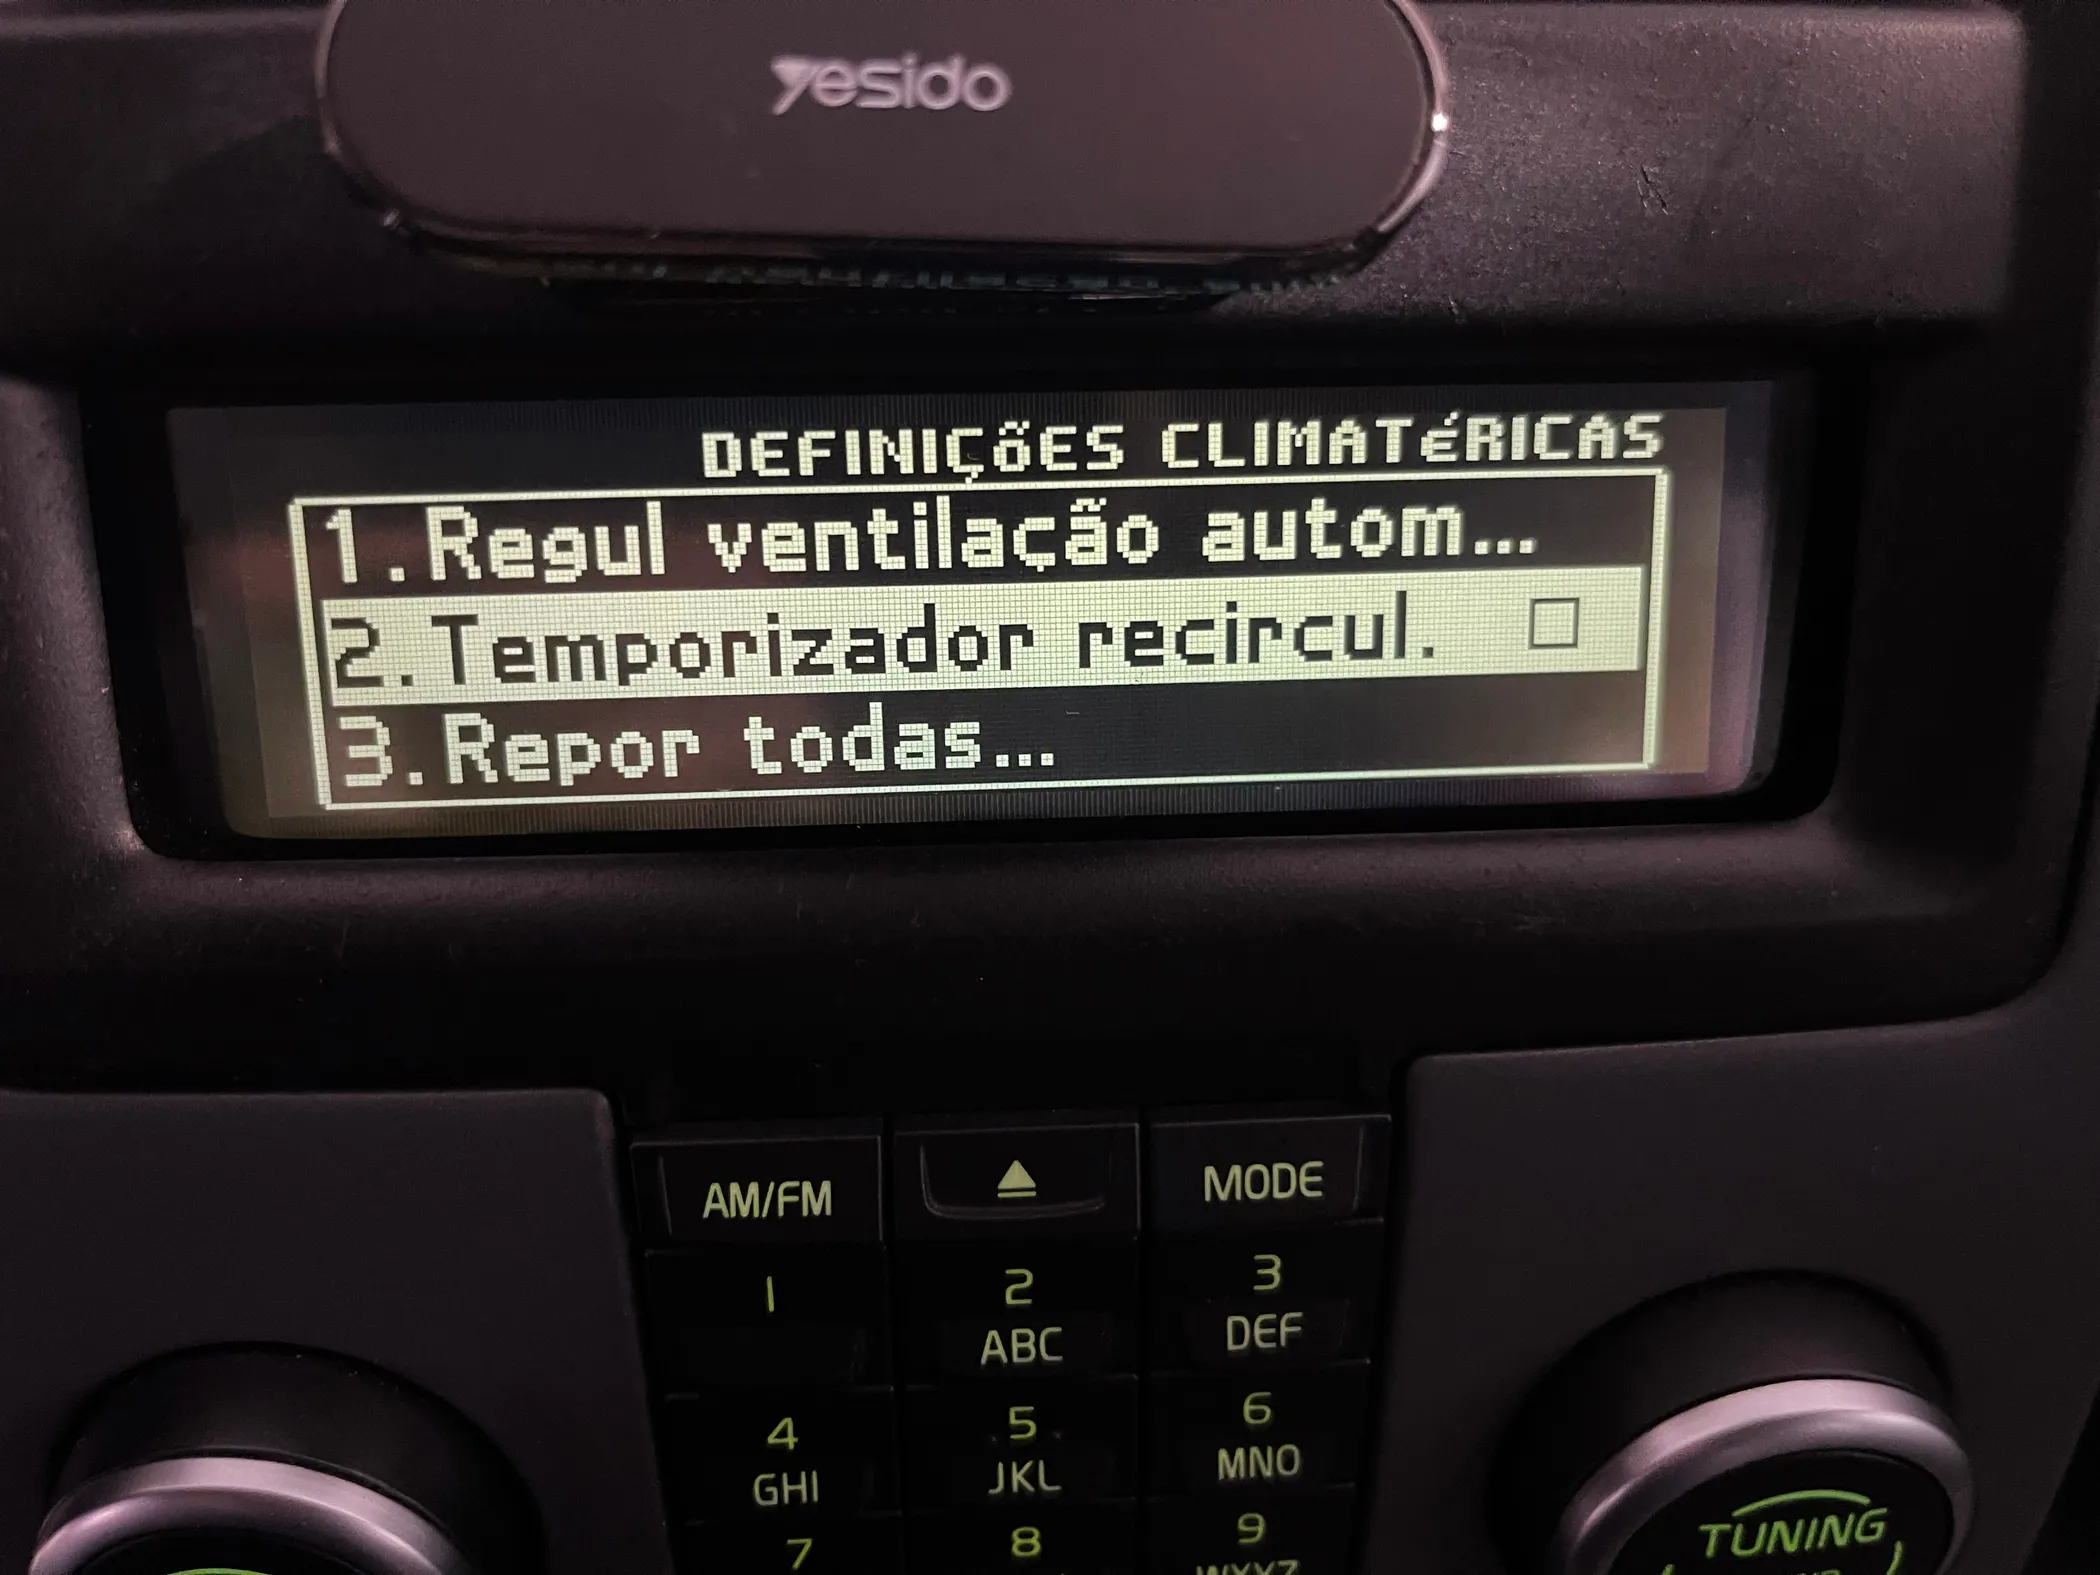 yesido
DEFINIÇÕES CLIMATÉRICAS
1.Regul ventilação autom...
2.Temporizador recircul.
3.Repor todas...
AM/FM
MODE
1
2
3
ABC
DEF
4
5
6
GHI
JKL
MNO
7
8
9
WXYZ
TUNING